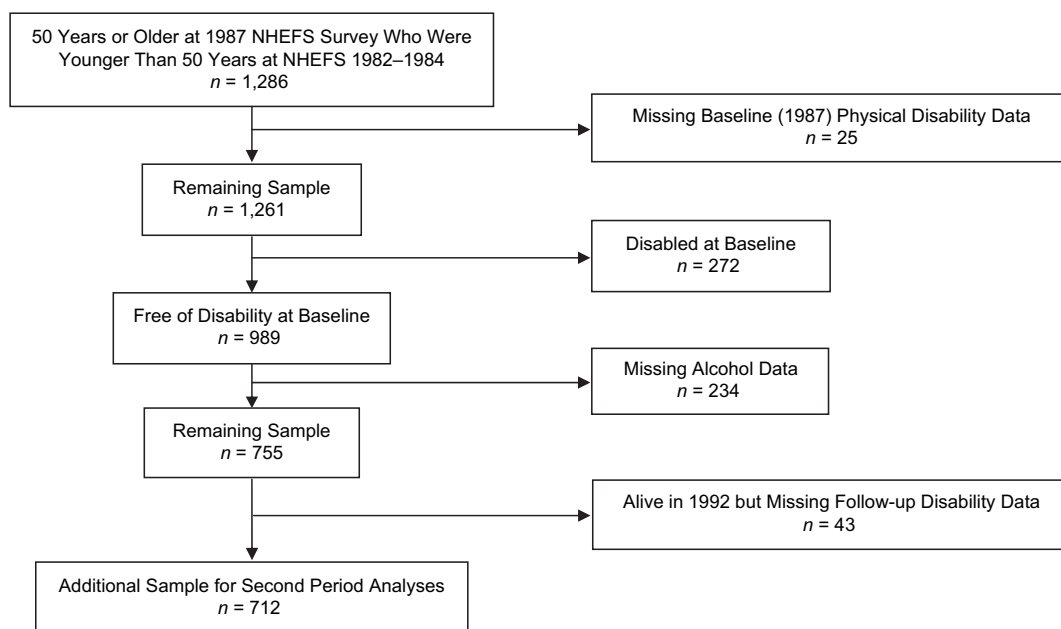 50 Years or Older at 1987 NHEFS Survey Who Were
Younger Than 50 Years at NHEFS 1982–1984
n = 1,286
Missing Baseline (1987) Physical Disability Data
n = 25
Remaining Sample
n = 1,261
Disabled at Baseline
n = 272
Free of Disability at Baseline
n = 989
Missing Alcohol Data
n = 234
Remaining Sample
n = 755
Alive in 1992 but Missing Follow-up Disability Data
n = 43
Additional Sample for Second Period Analyses
n = 712